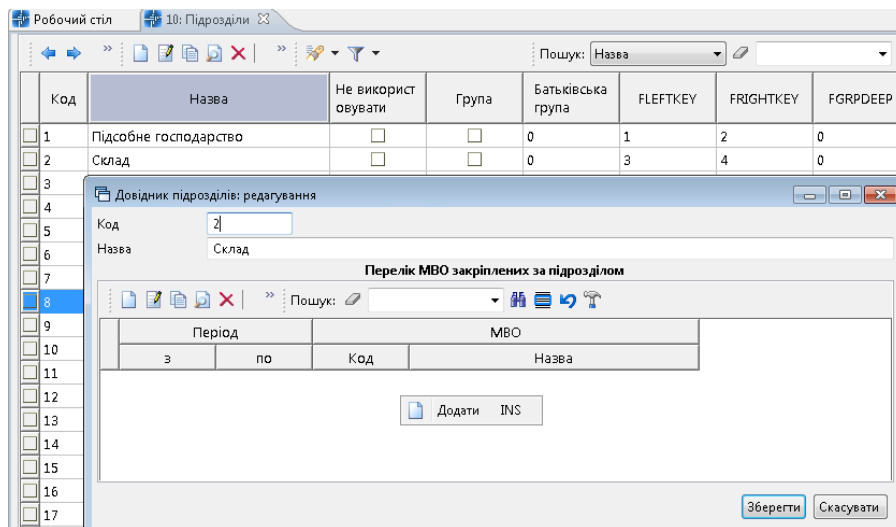 Робочий стіл
10: Підрозділи
» » Пошук: Назва
Код Назва Не використовувати Група Батьківська група FLEFTKEY FRIGHTKEY FGRPDEEP
1 Підсобне господарство 0 1 2 0
2 Склад 0 3 4 0
3
4
5
6
7
8
9
10
11
12
13
14
15
16
17
Довідник підрозділів: редагування
Код 2
Назва Склад
Перелік МВО закріплених за підрозділом
» Пошук:
Період МВО
з по Код Назва
Додати INS
Зберегти Скасувати